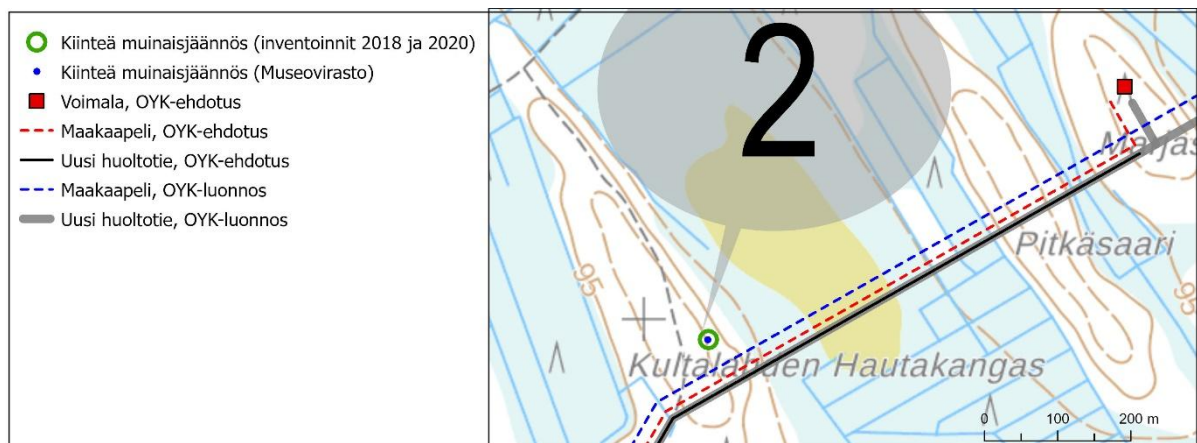 Kiinteä muinaisjäännös (inventoinnit 2018 ja 2020)
Kiinteä muinaisjäännös (Museovirasto)
Voimala, OYK-ehdotus
Maakaapeli, OYK-ehdotus
Uusi huoltotie, OYK-ehdotus
Maakaapeli, OYK-luonnos
Uusi huoltotie, OYK-luonnos
2
Pitkäsaari
95
95
Kultalahden Hautakangas
0 100 200 m